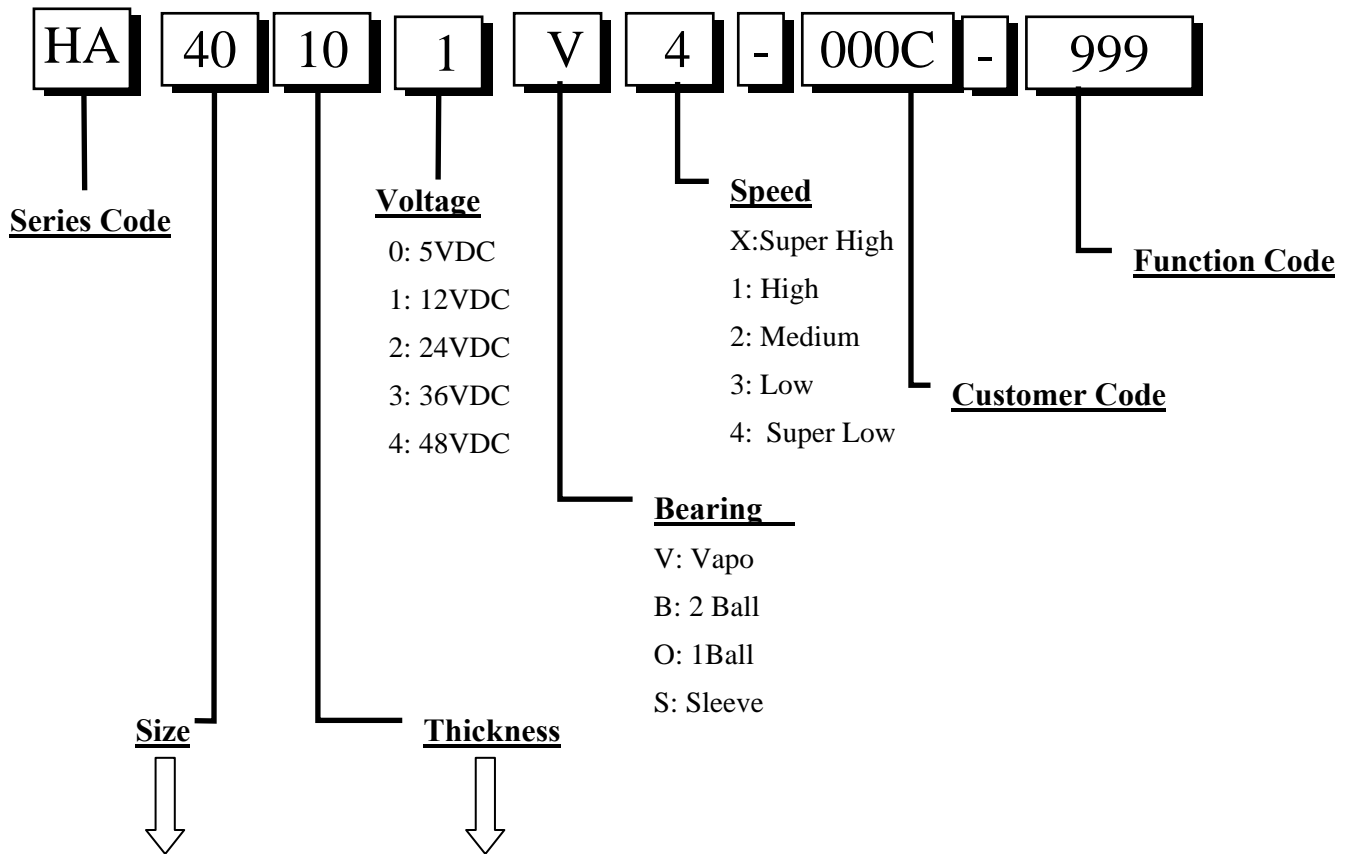 HA 40 10 1 V 4 - 000C - 999
Series Code
Voltage
0: 5VDC
1: 12VDC
2: 24VDC
3: 36VDC
4: 48VDC
Speed
X:Super High
1: High
2: Medium
3: Low
4: Super Low
Function Code
Customer Code
Bearing
V: Vapo
B: 2 Ball
O: 1Ball
S: Sleeve
Size
Thickness